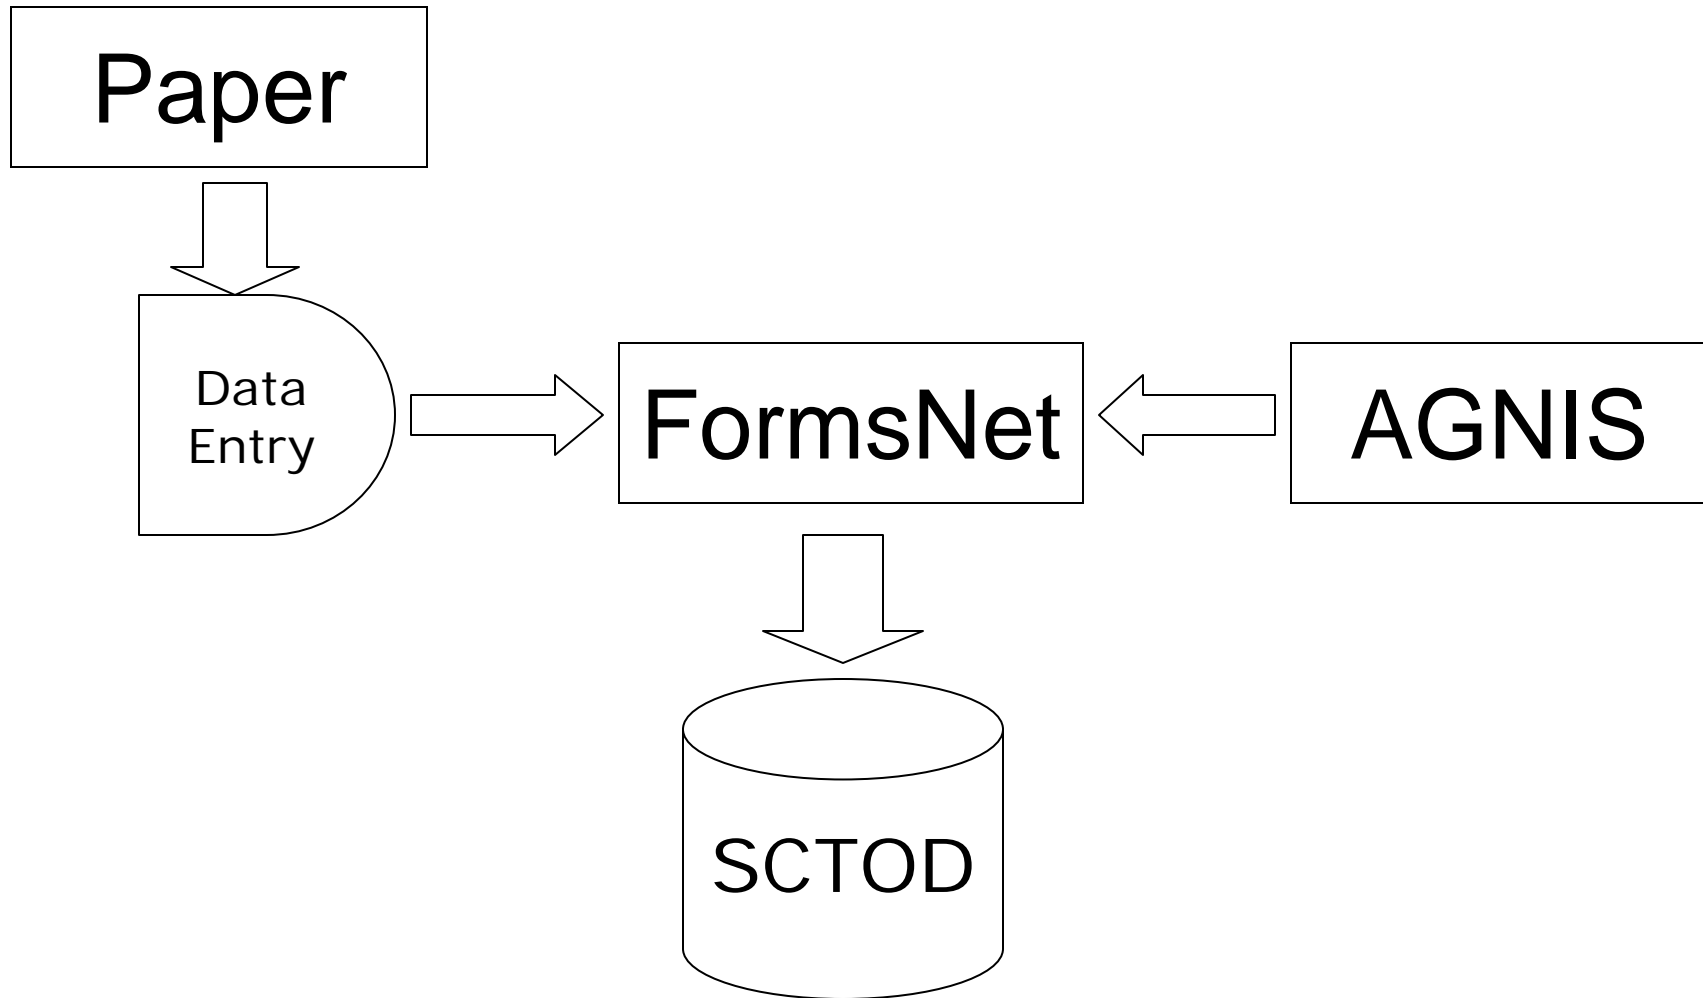 Paper
Data
Entry
FormsNet
AGNIS
SCTOD